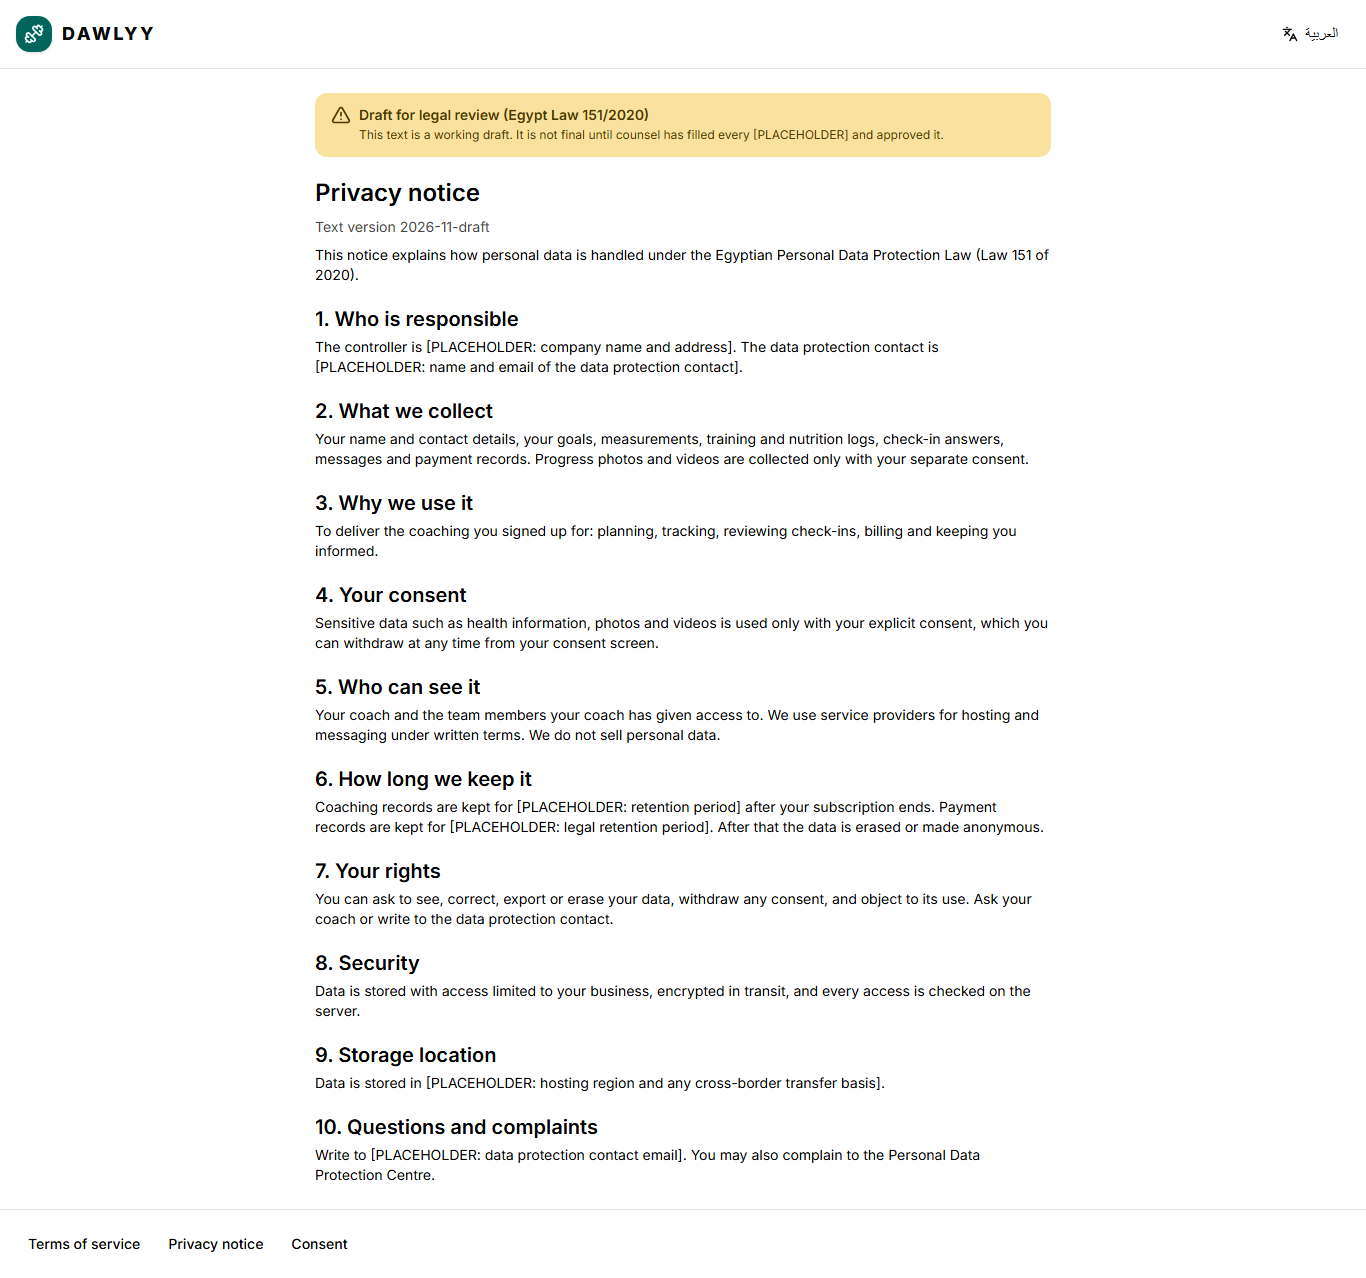 DAWLYY
العربية
Draft for legal review (Egypt Law 151/2020)
This text is a working draft. It is not final until counsel has filled every [PLACEHOLDER] and approved it.
Privacy notice
Text version 2026-11-draft
This notice explains how personal data is handled under the Egyptian Personal Data Protection Law (Law 151 of
2020).
1. Who is responsible
The controller is [PLACEHOLDER: company name and address]. The data protection contact is
[PLACEHOLDER: name and email of the data protection contact].
2. What we collect
Your name and contact details, your goals, measurements, training and nutrition logs, check-in answers,
messages and payment records. Progress photos and videos are collected only with your separate consent.
3. Why we use it
To deliver the coaching you signed up for: planning, tracking, reviewing check-ins, billing and keeping you
informed.
4. Your consent
Sensitive data such as health information, photos and videos is used only with your explicit consent, which you
can withdraw at any time from your consent screen.
5. Who can see it
Your coach and the team members your coach has given access to. We use service providers for hosting and
messaging under written terms. We do not sell personal data.
6. How long we keep it
Coaching records are kept for [PLACEHOLDER: retention period] after your subscription ends. Payment
records are kept for [PLACEHOLDER: legal retention period]. After that the data is erased or made anonymous.
7. Your rights
You can ask to see, correct, export or erase your data, withdraw any consent, and object to its use. Ask your
coach or write to the data protection contact.
8. Security
Data is stored with access limited to your business, encrypted in transit, and every access is checked on the
server.
9. Storage location
Data is stored in [PLACEHOLDER: hosting region and any cross-border transfer basis].
10. Questions and complaints
Write to [PLACEHOLDER: data protection contact email]. You may also complain to the Personal Data
Protection Centre.
Terms of service
Privacy notice
Consent